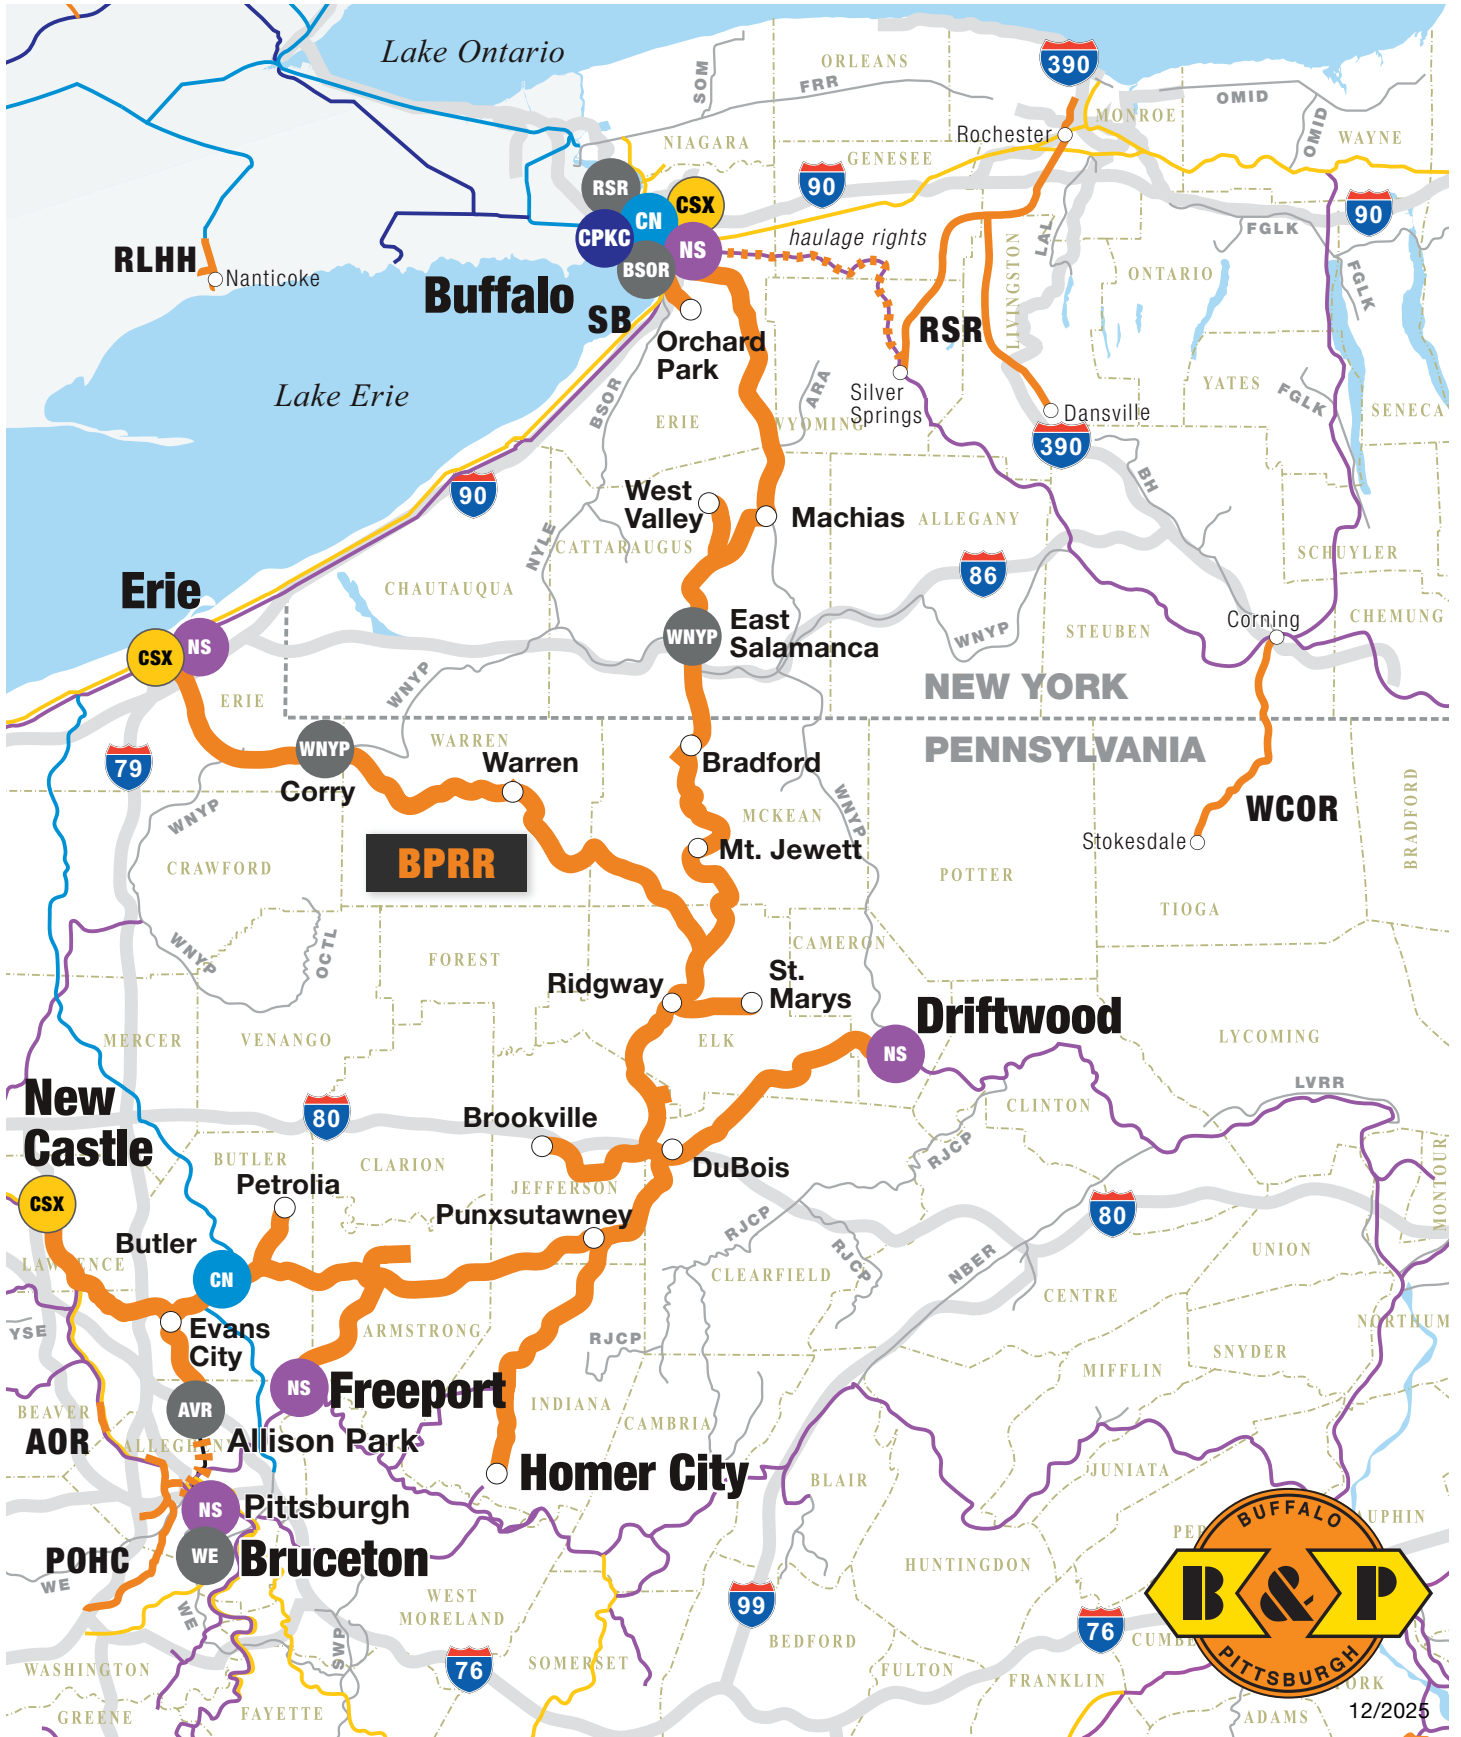 Lake Ontario
390
ORLEANS
SOM
FRR
OMID
MONROE
OMID
WAYNE
Rochester
NIAGARA
GENESEE
90
90
RSR
CSX
CN
CPKC
NS
BSOR
haulage rights
LAL
FGLK
FGLK
ONTARIO
LIVINGSTON
RLHH
Nanticoke
Buffalo
SB
Orchard
Park
RSR
Lake Erie
BSOR
ERIE
ARA
WYOMING
Silver
Springs
Dansville
390
YATES
FGLK
SENECA
90
West
Valley
Machias
ALLEGANY
BH
NYLE
CATTARAUGUS
CHAUTAUQUA
SCHUYLER
86
Erie
CSX
NS
WNYP
East
Salamanca
WNYP
STEUBEN
Corning
CHEMUNG
ERIE
WNYP
NEW YORK
PENNSYLVANIA
79
WNYP
Corry
WARREN
Warren
Bradford
WNYP
MCKEAN
WNYP
BPRR
Mt. Jewett
WCOR
Stokesdale
BRADFORD
CRAWFORD
POTTER
TIOGA
WNYP
OCTL
FOREST
CAMERON
Ridgway
St.
Marys
ELK
Driftwood
NS
MERCER
VENANGO
LYCOMING
LVRR
CLINTON
New
Castle
CSX
80
Brookville
DuBois
RJCP
BUTLER
CLARION
Petrolia
JEFFERSON
Punxsutawney
MONTOUR
80
RJCP
RJCP
NBER
UNION
Butler
CN
LAWRENCE
CLEARFIELD
CENTRE
Evans
City
YSE
ARMSTRONG
RJCP
NORTHUM
SNYDER
MIFFLIN
NS
Freeport
AVR
BEAVER
AOR
ALLEGHENY
Allison Park
INDIANA
CAMBRIA
Homer City
BLAIR
JUNIATA
NS
Pittsburgh
WE
Bruceton
POHC
WE
WE
HUNTINGDON
PER
AUPHIN
BUFFALO
B & P
PITTSBURGH
WEST
MORELAND
99
76
CUMBE
BEDFORD
SWP
WASHINGTON
76
SOMERSET
FULTON
FRANKLIN
YORK
GREENE
FAYETTE
ADAMS
12/2025